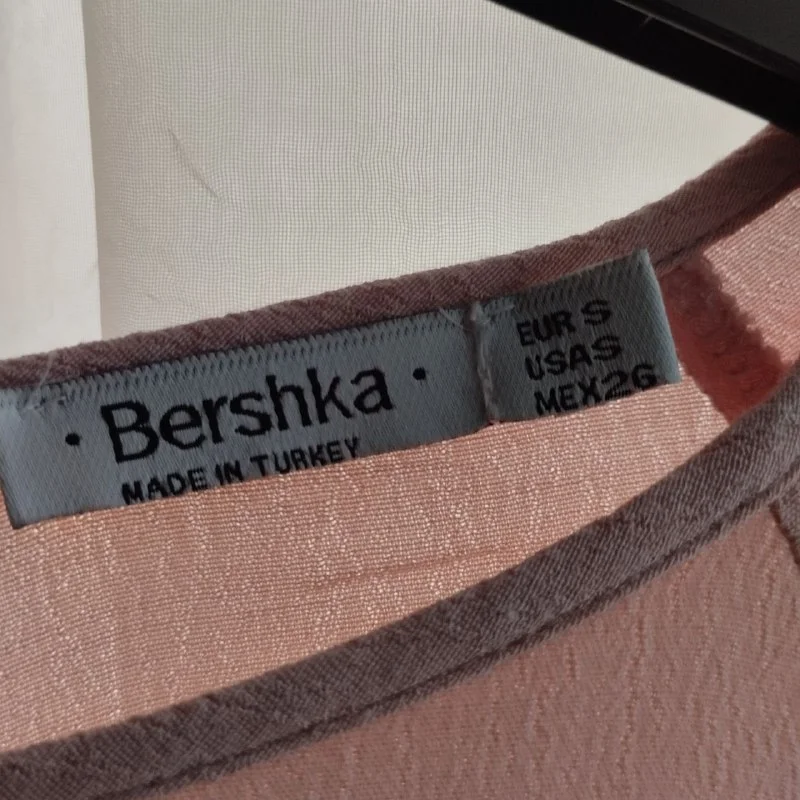 · Bershka ·
MADE IN TURKEY
EUR S
USA S
MEX 26